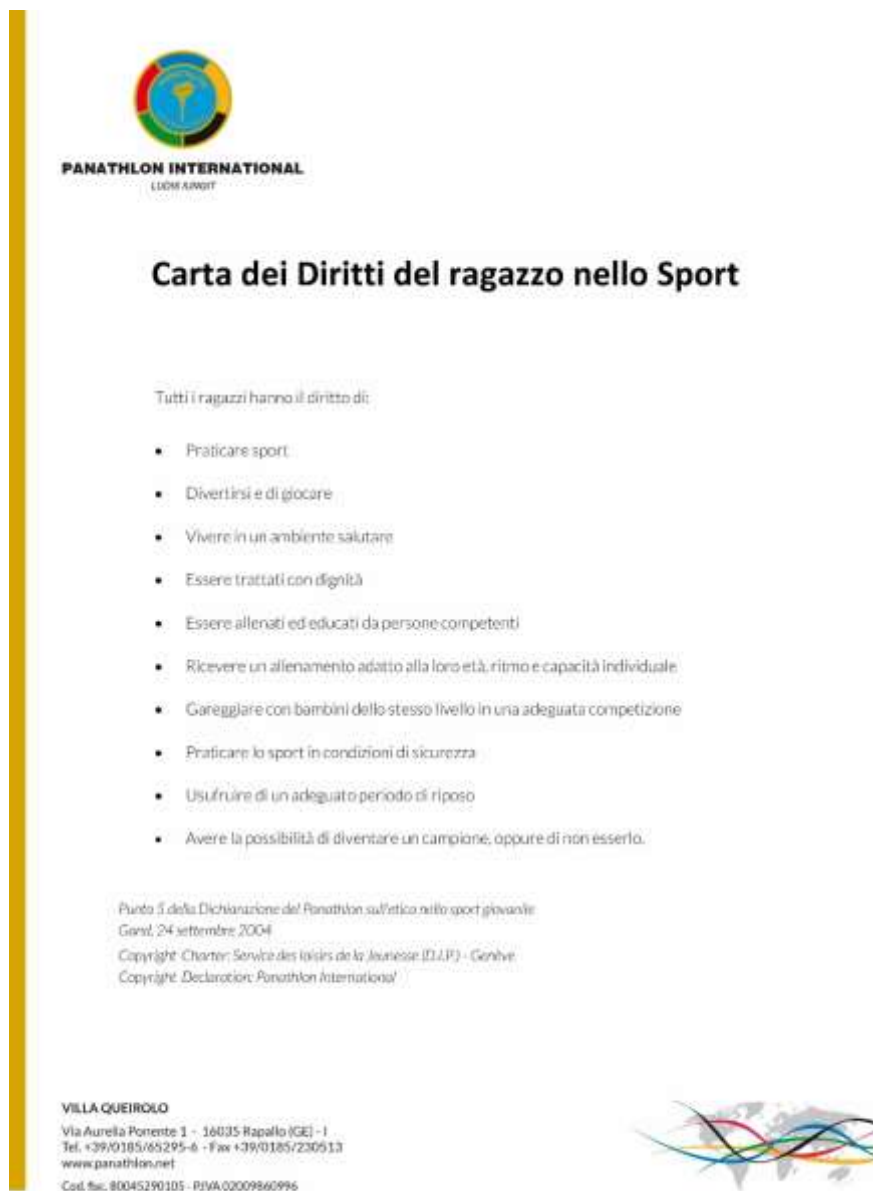 PANATHLON INTERNATIONAL
LUDIS IUNGIT
Carta dei Diritti del ragazzo nello Sport
Tutti i ragazzi hanno il diritto di:
• Praticare sport
• Divertirsi e di giocare
• Vivere in un ambiente salutare
• Essere trattati con dignità
• Essere allenati ed educati da persone competenti
• Ricevere un allenamento adatto alla loro età, ritmo e capacità individuale
• Gareggiare con bambini dello stesso livello in una adeguata competizione
• Praticare lo sport in condizioni di sicurezza
• Usufruire di un adeguato periodo di riposo
• Avere la possibilità di diventare un campione, oppure di non esserlo.
Punto 5 della Dichiarazione del Panathlon sull'etica nello sport giovanile
Gand, 24 settembre 2004
Copyright Charter: Service des loisirs de la Jeunesse (D.I.P.) - Genève
Copyright Declaration: Panathlon International
VILLA QUEIROLO
Via Aurelia Ponente 1 - 16035 Rapallo (GE) - I
Tel. +39/0185/65295-6 - Fax +39/0185/230513
www.panathlon.net
Cod. fisc. 80045290105 - P.IVA 02009860996